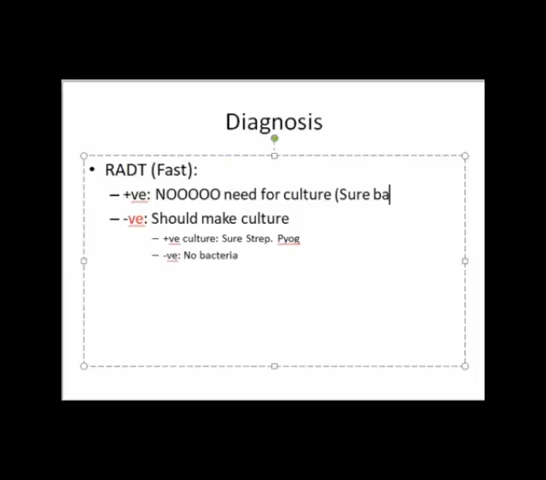 Diagnosis
• RADT (Fast):
– +ve: NOOOOO need for culture (Sure ba
– -ve: Should make culture
– +ve culture: Sure Strep. Pyog
– -ve: No bacteria